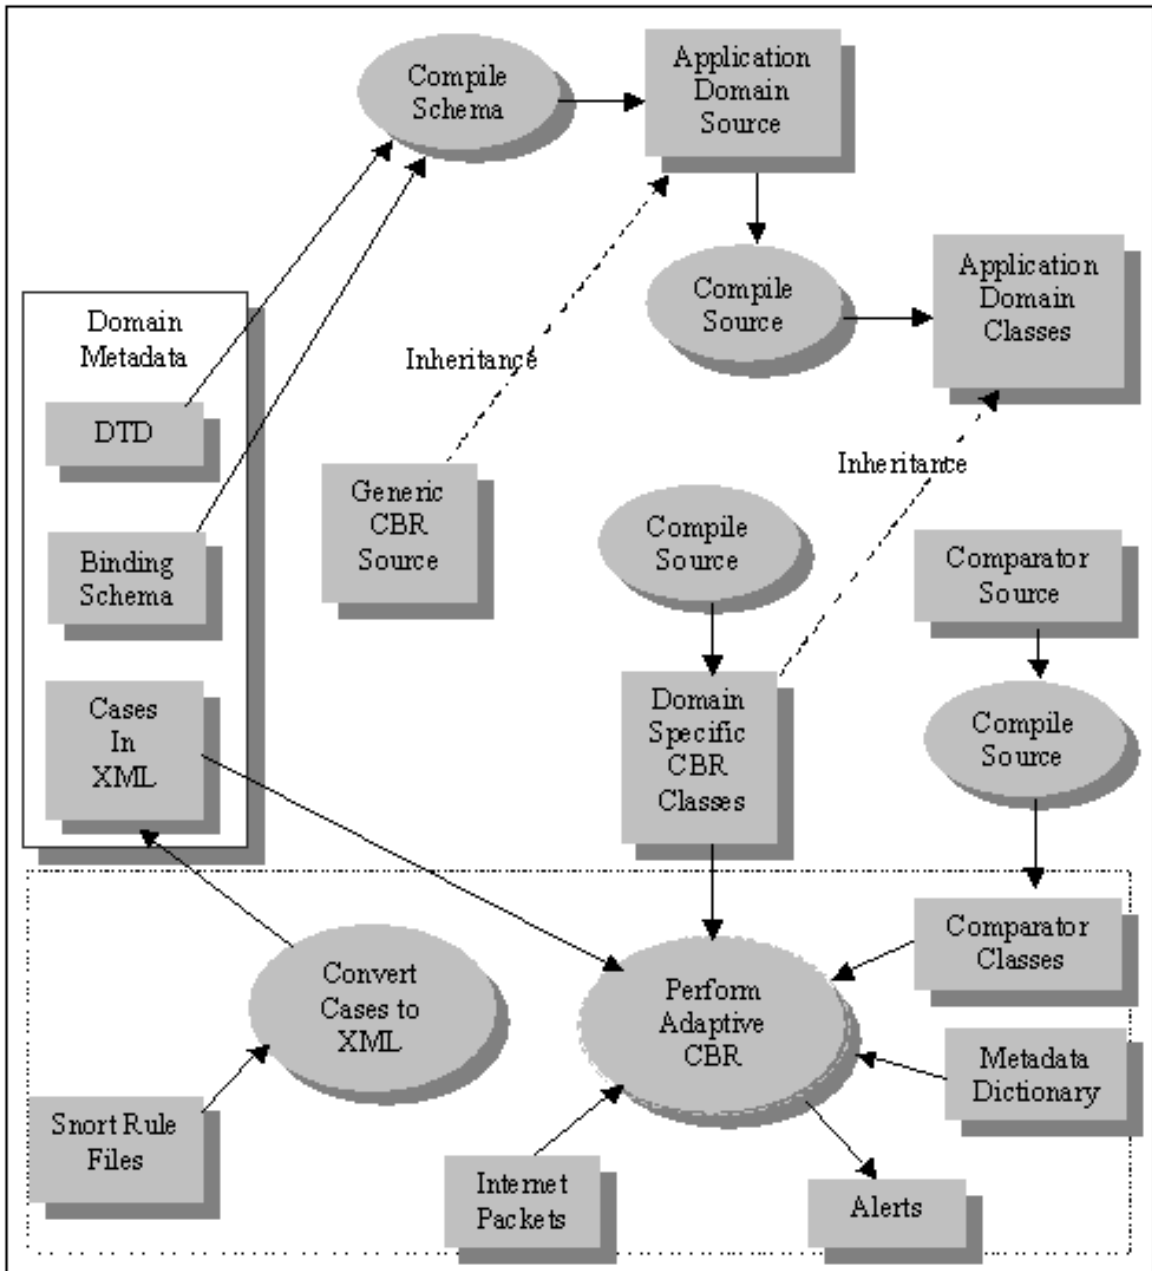 Compile
Schema
Application
Domain
Source
Compile
Source
Application
Domain
Classes
Domain
Metadata
DTD
Binding
Schema
Cases
In
XML
Inheritance
Generic
CBR
Source
Inheritance
Compile
Source
Comparator
Source
Domain
Specific
CBR
Classes
Compile
Source
Convert
Cases to
XML
Perform
Adaptive
CBR
Comparator
Classes
Metadada
Dictionary
Snort Rule
Files
Internet
Packets
Alerts